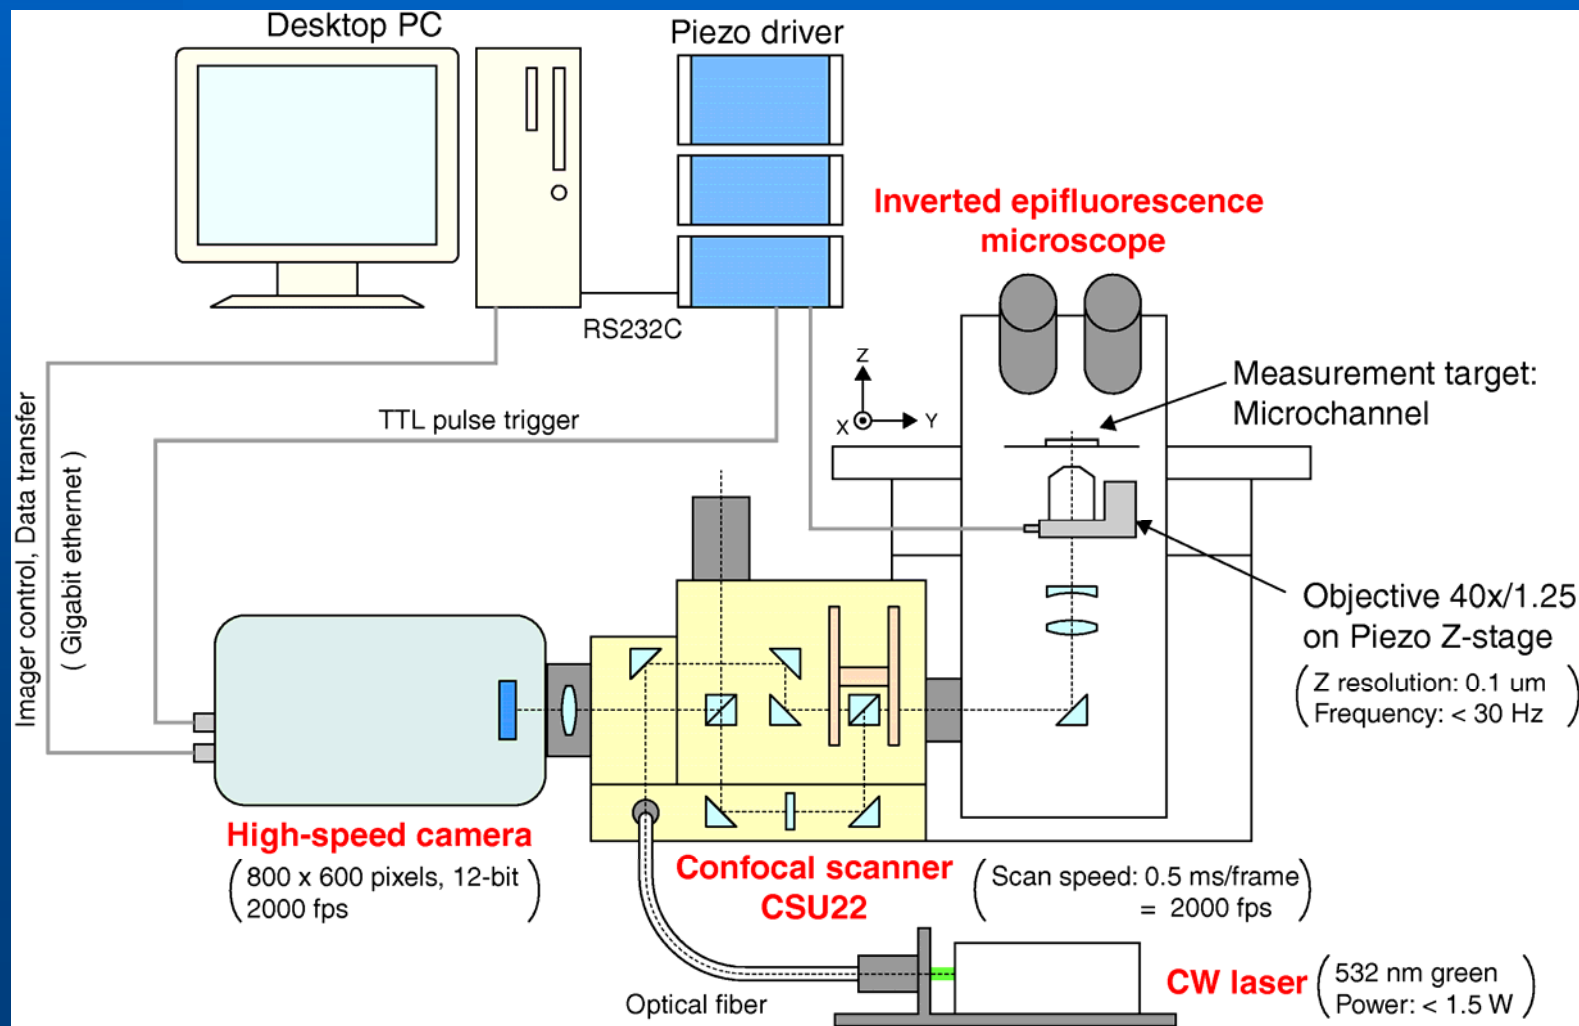 Desktop PC
Piezo driver
Inverted epifluorescence
microscope
RS232C
Z
X
Y
Measurement target:
Microchannel
TTL pulse trigger
Imager control, Data transfer
( Gigabit ethernet )
Objective 40x/1.25
on Piezo Z-stage
(Z resolution: 0.1 um
Frequency: < 30 Hz)
High-speed camera
(800 x 600 pixels, 12-bit
2000 fps)
Confocal scanner
CSU22
(Scan speed: 0.5 ms/frame
= 2000 fps)
Optical fiber
CW laser
(532 nm green
Power: < 1.5 W)